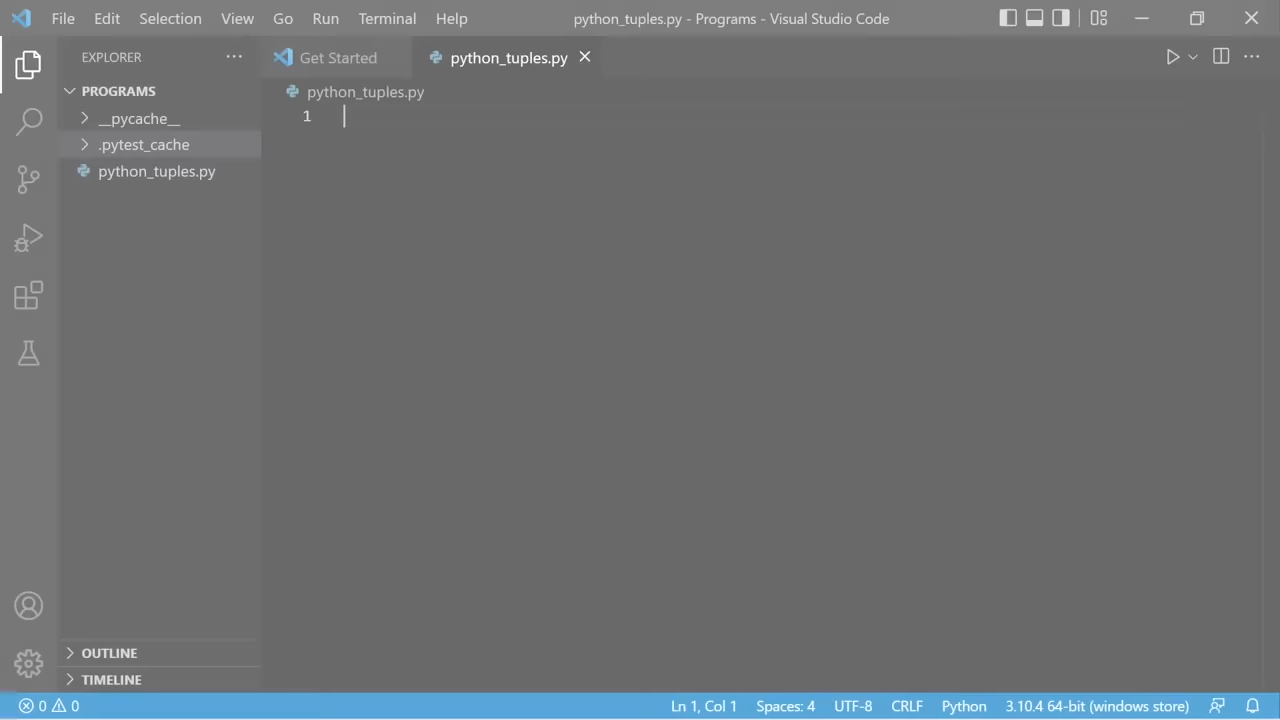 File Edit Selection View Go Run Terminal Help python_tuples.py - Programs - Visual Studio Code
EXPLORER
Get Started python_tuples.py
PROGRAMS
python_tuples.py
1
__pycache__
.pytest_cache
python_tuples.py
OUTLINE
TIMELINE
0 0 Ln 1, Col 1 Spaces: 4 UTF-8 CRLF Python 3.10.4 64-bit (windows store)